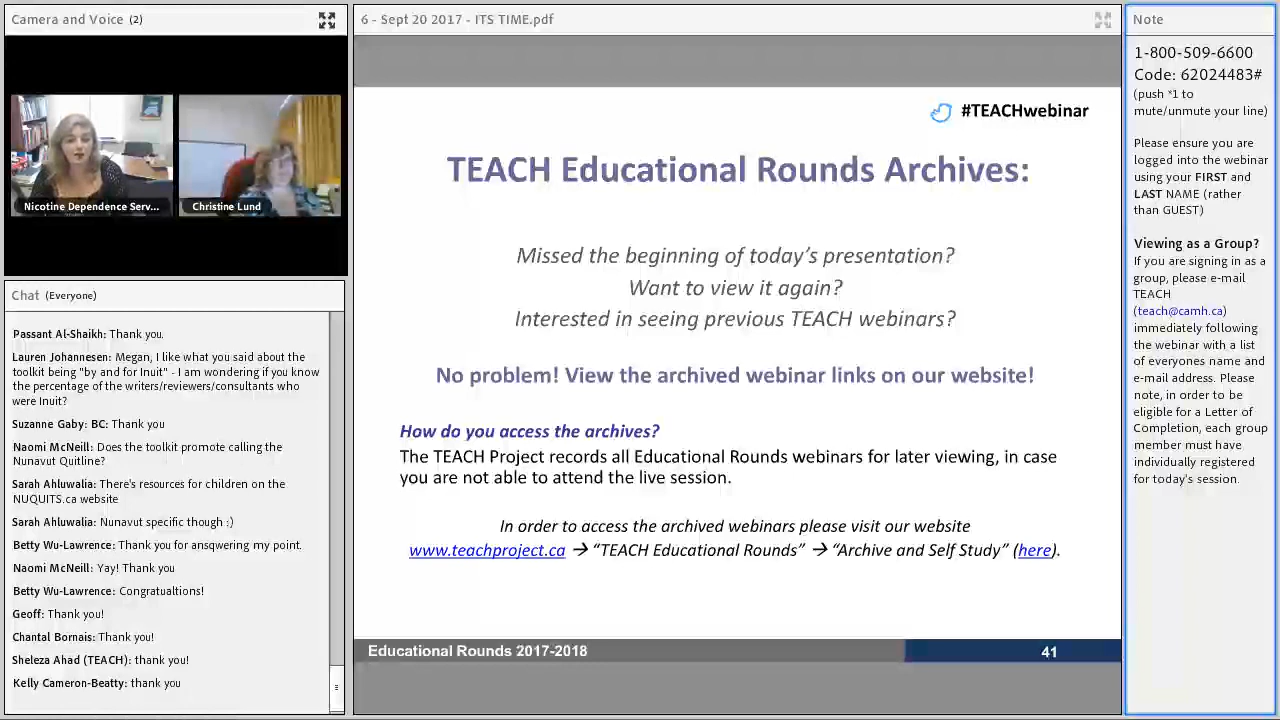 Camera and Voice (2)
Nicotine Dependence Serv...
Christine Lund
Chat (Everyone)
Passant Al-Shaikh: Thank you.
Lauren Johannesen: Megan, I like what you said about the
toolkit being "by and for Inuit" - I am wondering if you know
the percentage of the writers/reviewers/consultants who
were Inuit?
Suzanne Gaby: BC: Thank you
Naomi McNeill: Does the toolkit promote calling the
Nunavut Quitline?
Sarah Ahluwalia: There's resources for children on the
NUQUITS.ca website
Sarah Ahluwalia: Nunavut specific though :)
Betty Wu-Lawrence: Thank you for ansqwering my point.
Naomi McNeill: Yay! Thank you
Betty Wu-Lawrence: Congratualtions!
Geoff: Thank you!
Chantal Bornais: Thank you!
Sheleza Ahad (TEACH): thank you!
Kelly Cameron-Beatty: thank you
6 - Sept 20 2017 - ITS TIME.pdf
#TEACHwebinar
TEACH Educational Rounds Archives:
Missed the beginning of today's presentation?
Want to view it again?
Interested in seeing previous TEACH webinars?
No problem! View the archived webinar links on our website!
How do you access the archives?
The TEACH Project records all Educational Rounds webinars for later viewing, in case
you are not able to attend the live session.
In order to access the archived webinars please visit our website
www.teachproject.ca → “TEACH Educational Rounds” → “Archive and Self Study” (here).
Educational Rounds 2017-2018
41
Note
1-800-509-6600
Code: 62024483#
(push *1 to
mute/unmute your line)
Please ensure you are
logged into the webinar
using your FIRST and
LAST NAME (rather
than GUEST)
Viewing as a Group?
If you are signing in as a
group, please e-mail
TEACH
(teach@camh.ca)
immediately following
the webinar with a list
of everyones name and
e-mail address. Please
note, in order to be
eligible for a Letter of
Completion, each group
member must have
individually registered
for today's session.